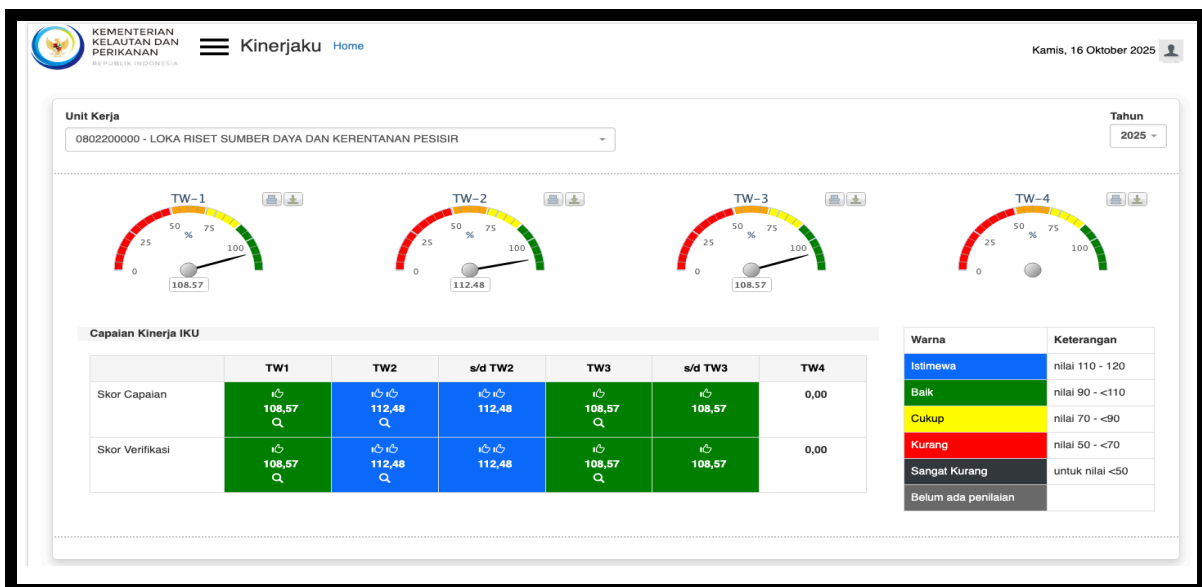 KEMENTERIAN
KELAUTAN DAN
PERIKANAN
REPUBLIK INDONESIA
Kinerjaku Home
Kamis, 16 Oktober 2025
Unit Kerja
Tahun
0802200000 - LOKA RISET SUMBER DAYA DAN KERENTANAN PESISIR
2025
TW-1
0 25 50 75 100
%
108.57
TW-2
0 25 50 75 100
%
112.48
TW-3
0 25 50 75 100
%
108.57
TW-4
0 25 50 75 100
%
Capaian Kinerja IKU
TW1 TW2 s/d TW2 TW3 s/d TW3 TW4
Skor Capaian 108,57 112,48 112,48 108,57 108,57 0,00
Skor Verifikasi 108,57 112,48 112,48 108,57 108,57 0,00
Warna Keterangan
Istimewa nilai 110 - 120
Baik nilai 90 - <110
Cukup nilai 70 - <90
Kurang nilai 50 - <70
Sangat Kurang untuk nilai <50
Belum ada penilaian